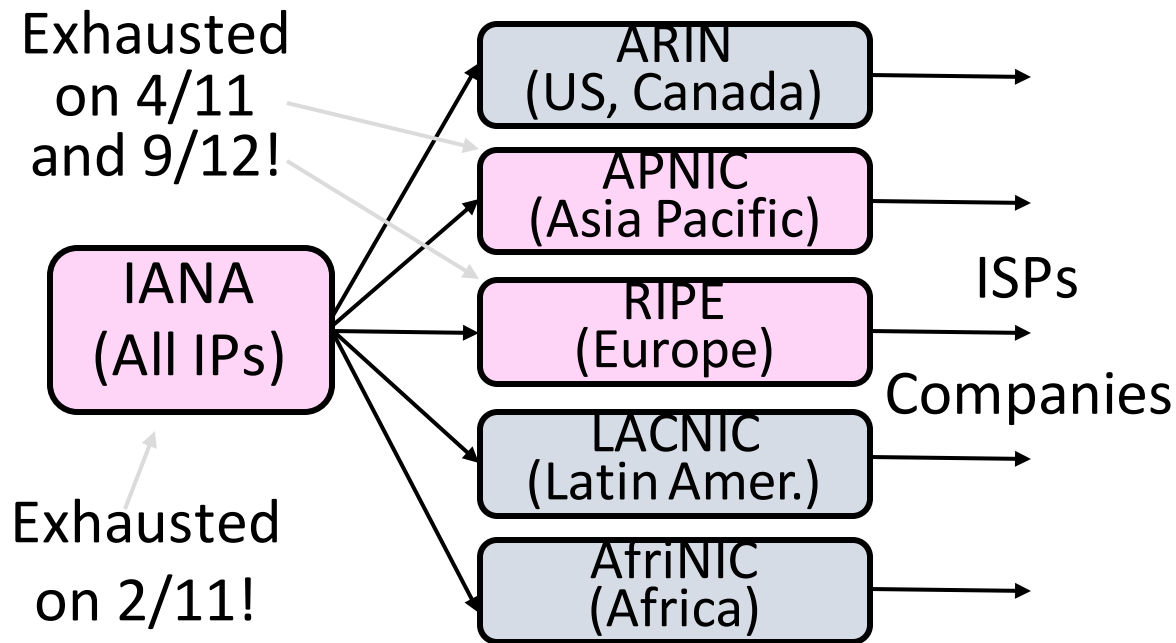 Exhausted
on 4/11
and 9/12!
ARIN
(US, Canada)
APNIC
(Asia Pacific)
IANA
(All IPs)
RIPE
(Europe)
ISPs
Companies
LACNIC
(Latin Amer.)
Exhausted
on 2/11!
AfriNIC
(Africa)